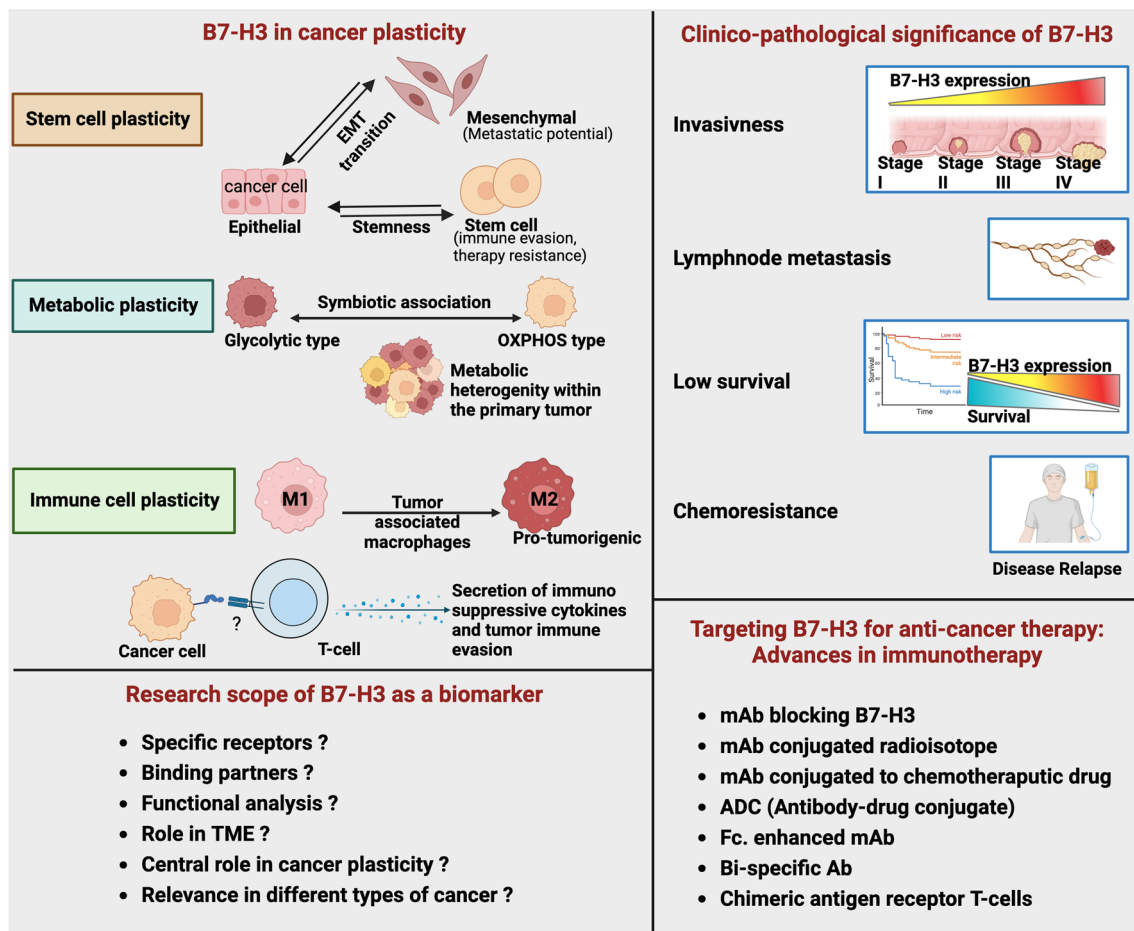 B7-H3 in cancer plasticity
Stem cell plasticity
EMT
transition
Mesenchymal
(Metastatic potential)
cancer cell
Epithelial
Stemness
Stem cell
(immune evasion,
therapy resistance)
Metabolic plasticity
Symbiotic association
Glycolytic type
OXPHOS type
Metabolic
heterogenity within
the primary tumor
Immune cell plasticity
M1
Tumor
associated
macrophages
M2
Pro-tumorigenic
?
Cancer cell
T-cell
Secretion of immuno
suppressive cytokines
and tumor immune
evasion
Research scope of B7-H3 as a biomarker
• Specific receptors ?
• Binding partners ?
• Functional analysis ?
• Role in TME ?
• Central role in cancer plasticity ?
• Relevance in different types of cancer ?
Clinico-pathological significance of B7-H3
Invasivness
B7-H3 expression
Stage I
Stage II
Stage III
Stage IV
Lymphnode metastasis
Low survival
Survival
100
80
60
40
20
0
Low risk
Intermediate
risk
High risk
Time
B7-H3 expression
Survival
Chemoresistance
Disease Relapse
Targeting B7-H3 for anti-cancer therapy:
Advances in immunotherapy
• mAb blocking B7-H3
• mAb conjugated radioisotope
• mAb conjugated to chemotheraputic drug
• ADC (Antibody-drug conjugate)
• Fc. enhanced mAb
• Bi-specific Ab
• Chimeric antigen receptor T-cells